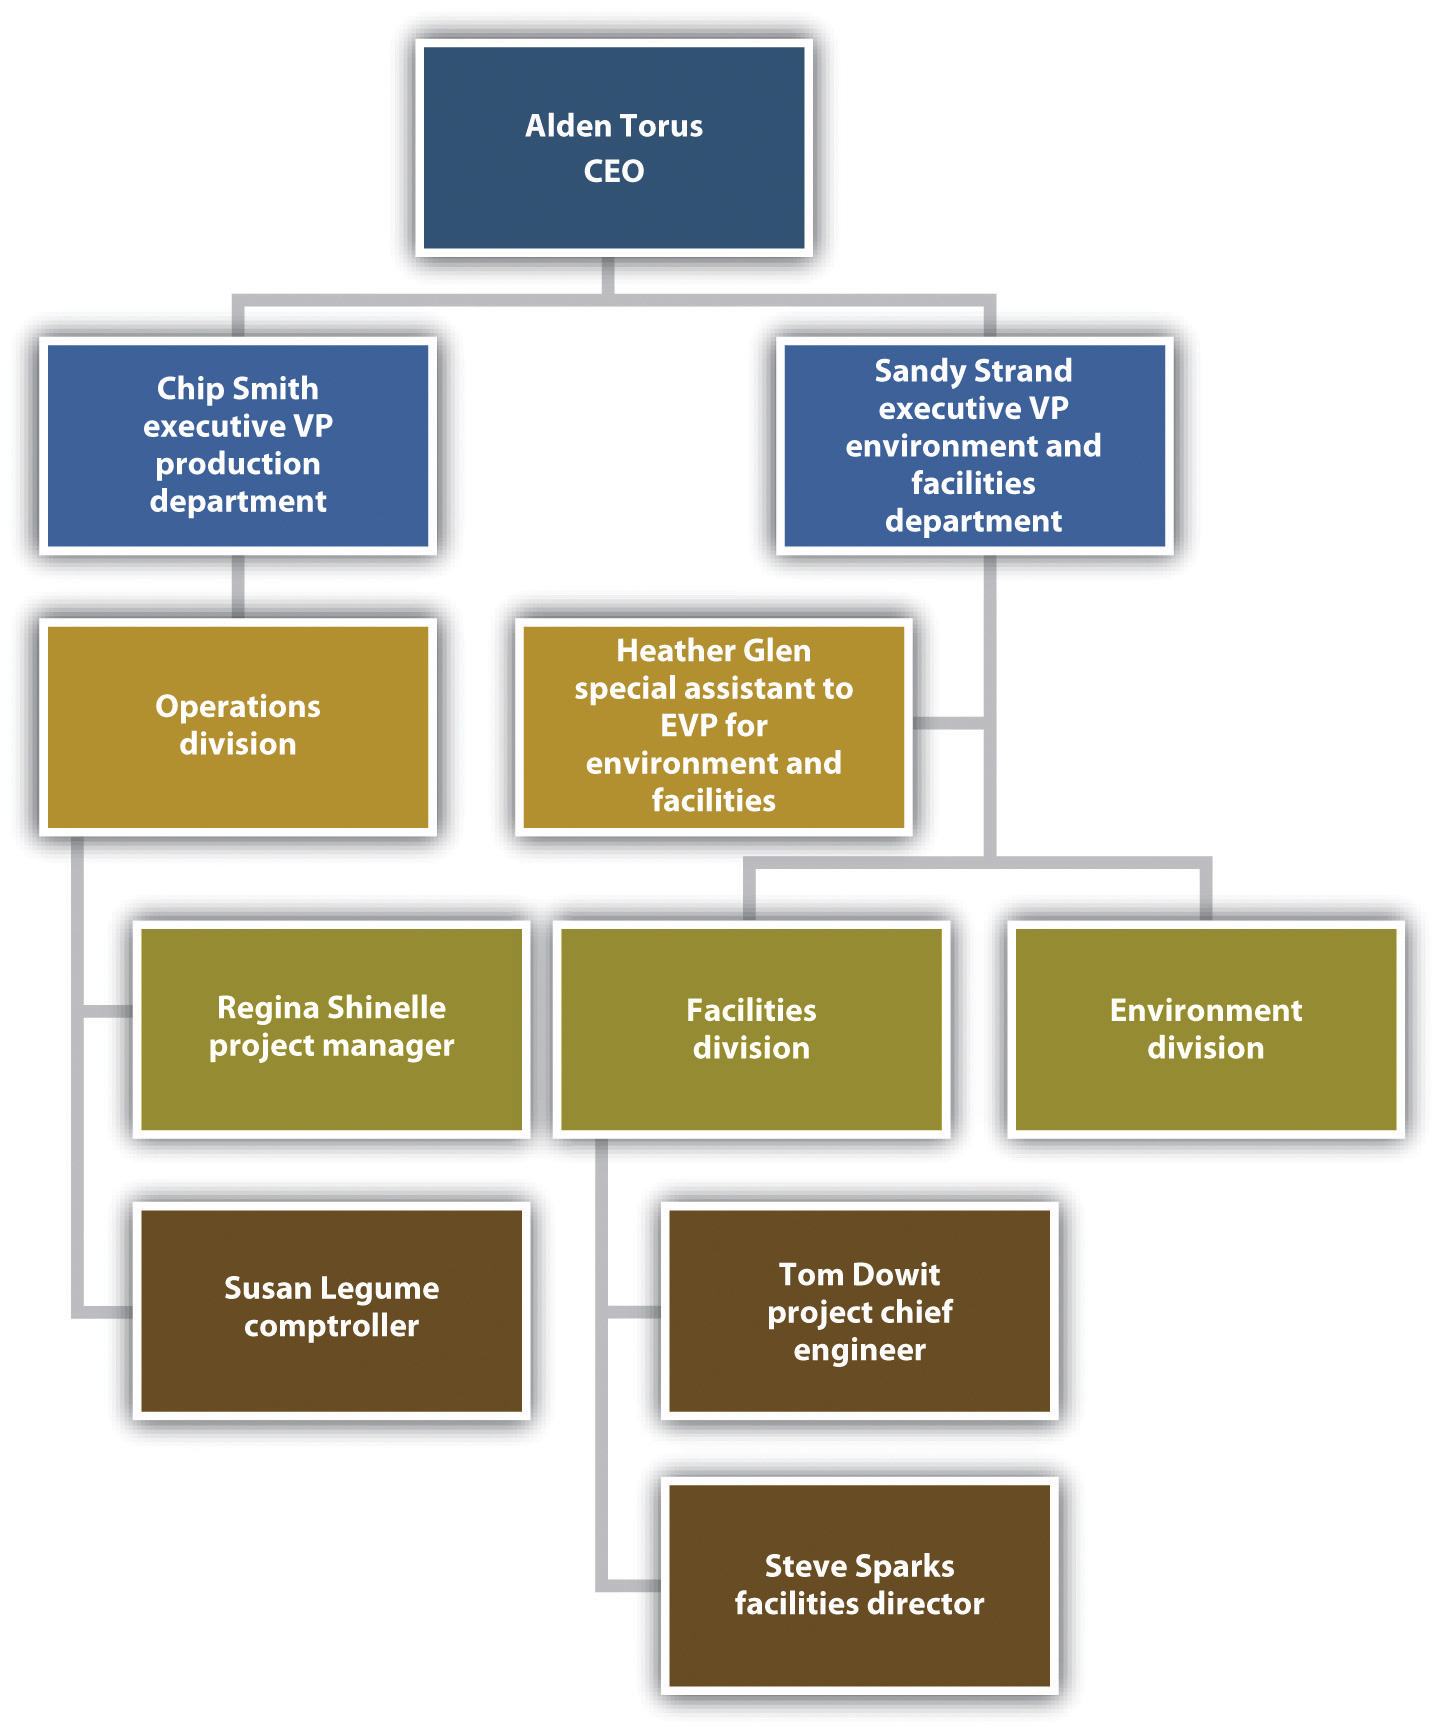 Alden Torus
CEO
Chip Smith
executive VP
production
department
Sandy Strand
executive VP
environment and
facilities
department
Operations
division
Heather Glen
special assistant to
EVP for
environment and
facilities
Regina Shinelle
project manager
Facilities
division
Environment
division
Susan Legume
comptroller
Tom Dowit
project chief
engineer
Steve Sparks
facilities director